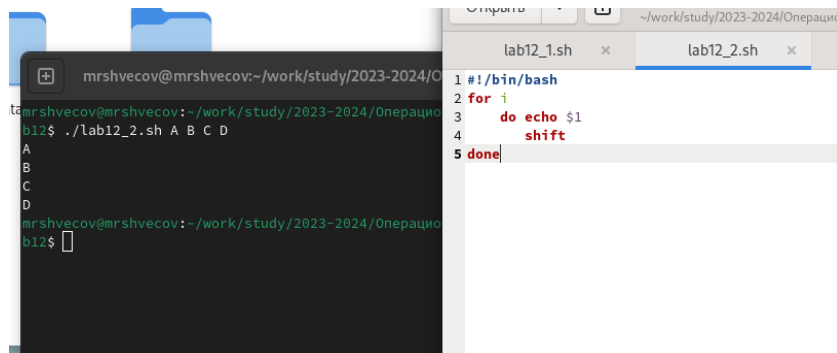 mrshvecov@mrshvecov:~/work/study/2023-2024/О
mrshvecov@mrshvecov:~/work/study/2023-2024/Операцио
b12$ ./lab12_2.sh A B C D
A
B
C
D
mrshvecov@mrshvecov:~/work/study/2023-2024/Операцио
b12$
Открыть
~/work/study/2023-2024/Операцио
lab12_1.sh ×
lab12_2.sh ×
1 #!/bin/bash
2 for i
3     do echo $1
4        shift
5 done